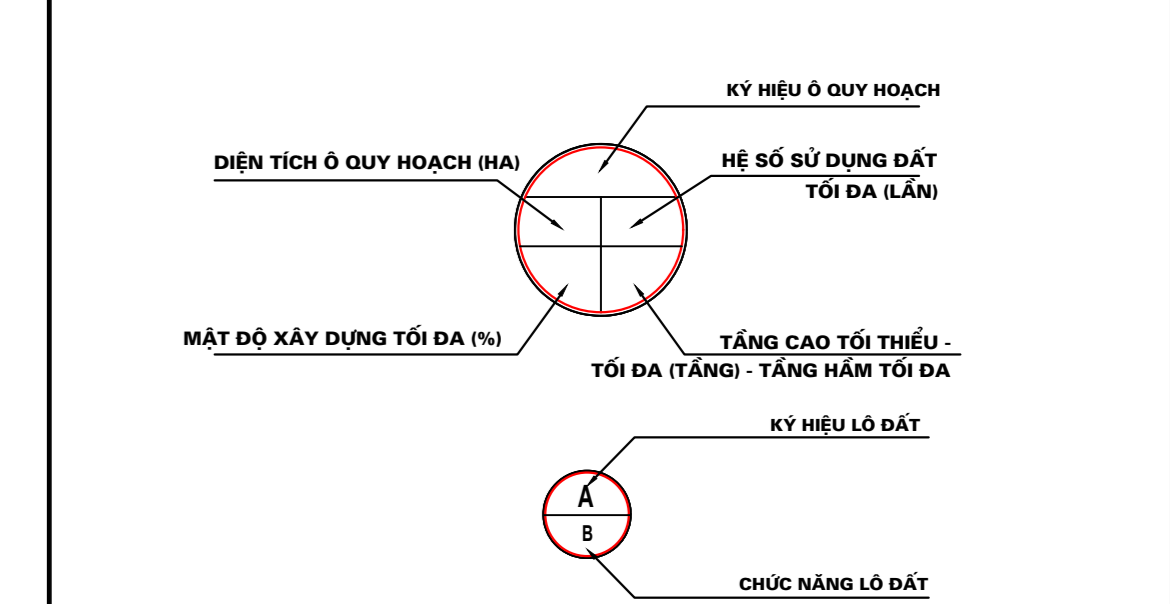 KÝ HIỆU Ô QUY HOẠCH
DIỆN TÍCH Ô QUY HOẠCH (HA)
HỆ SỐ SỬ DỤNG ĐẤT
TỐI ĐA (LẦN)
MẬT ĐỘ XÂY DỰNG TỐI ĐA (%)
TẦNG CAO TỐI THIỂU -
TỐI ĐA (TẦNG) - TẦNG HẦM TỐI ĐA
KÝ HIỆU LÔ ĐẤT
A
B
CHỨC NĂNG LÔ ĐẤT